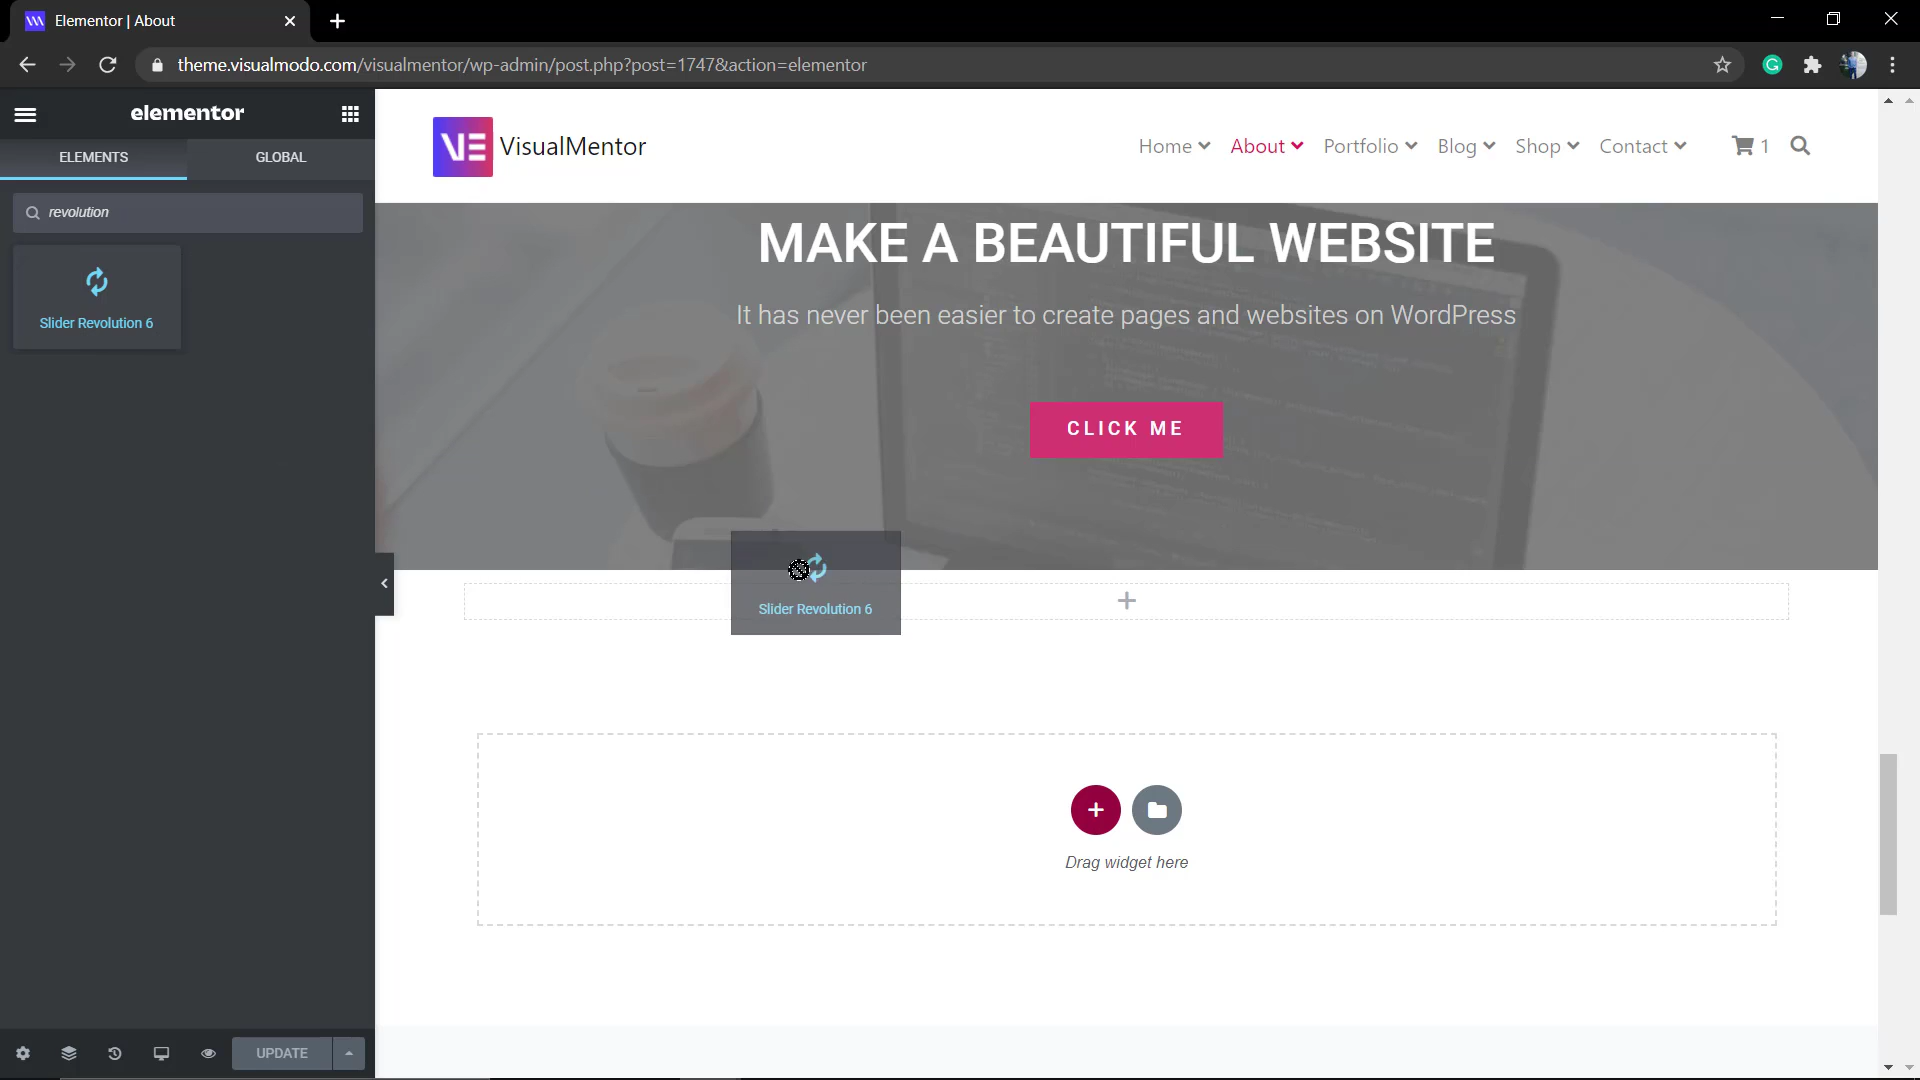 Elementor | About
theme.visualmodo.com/visualmentor/wp-admin/post.php?post=1747&action=elementor
elementor
ELEMENTS
GLOBAL
revolution
Slider Revolution 6
UPDATE
VE VisualMentor
Home
About
Portfolio
Blog
Shop
Contact
1
MAKE A BEAUTIFUL WEBSITE
It has never been easier to create pages and websites on WordPress
CLICK ME
Slider Revolution 6
Drag widget here